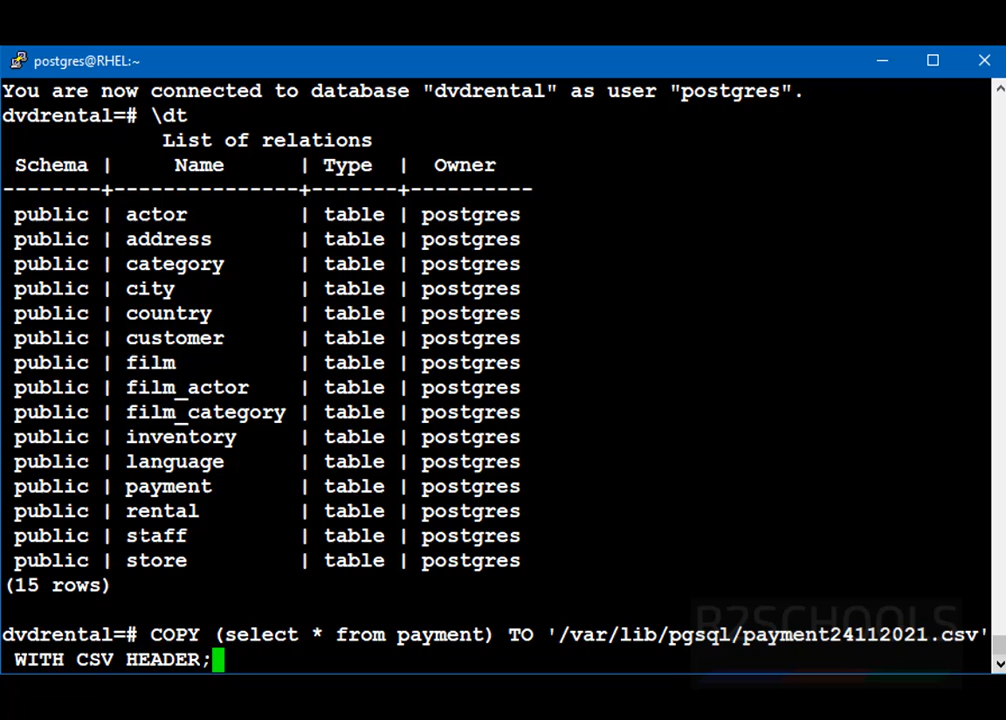 postgres@RHEL:~
You are now connected to database "dvdrental" as user "postgres".
dvdrental=# \dt
List of relations
Schema | Name | Type | Owner
--------+---------------+-------+----------
public | actor | table | postgres
public | address | table | postgres
public | category | table | postgres
public | city | table | postgres
public | country | table | postgres
public | customer | table | postgres
public | film | table | postgres
public | film_actor | table | postgres
public | film_category | table | postgres
public | inventory | table | postgres
public | language | table | postgres
public | payment | table | postgres
public | rental | table | postgres
public | staff | table | postgres
public | store | table | postgres
(15 rows)
dvdrental=# COPY (select * from payment) TO '/var/lib/pgsql/payment24112021.csv'
WITH CSV HEADER;
R7SCHOOLS